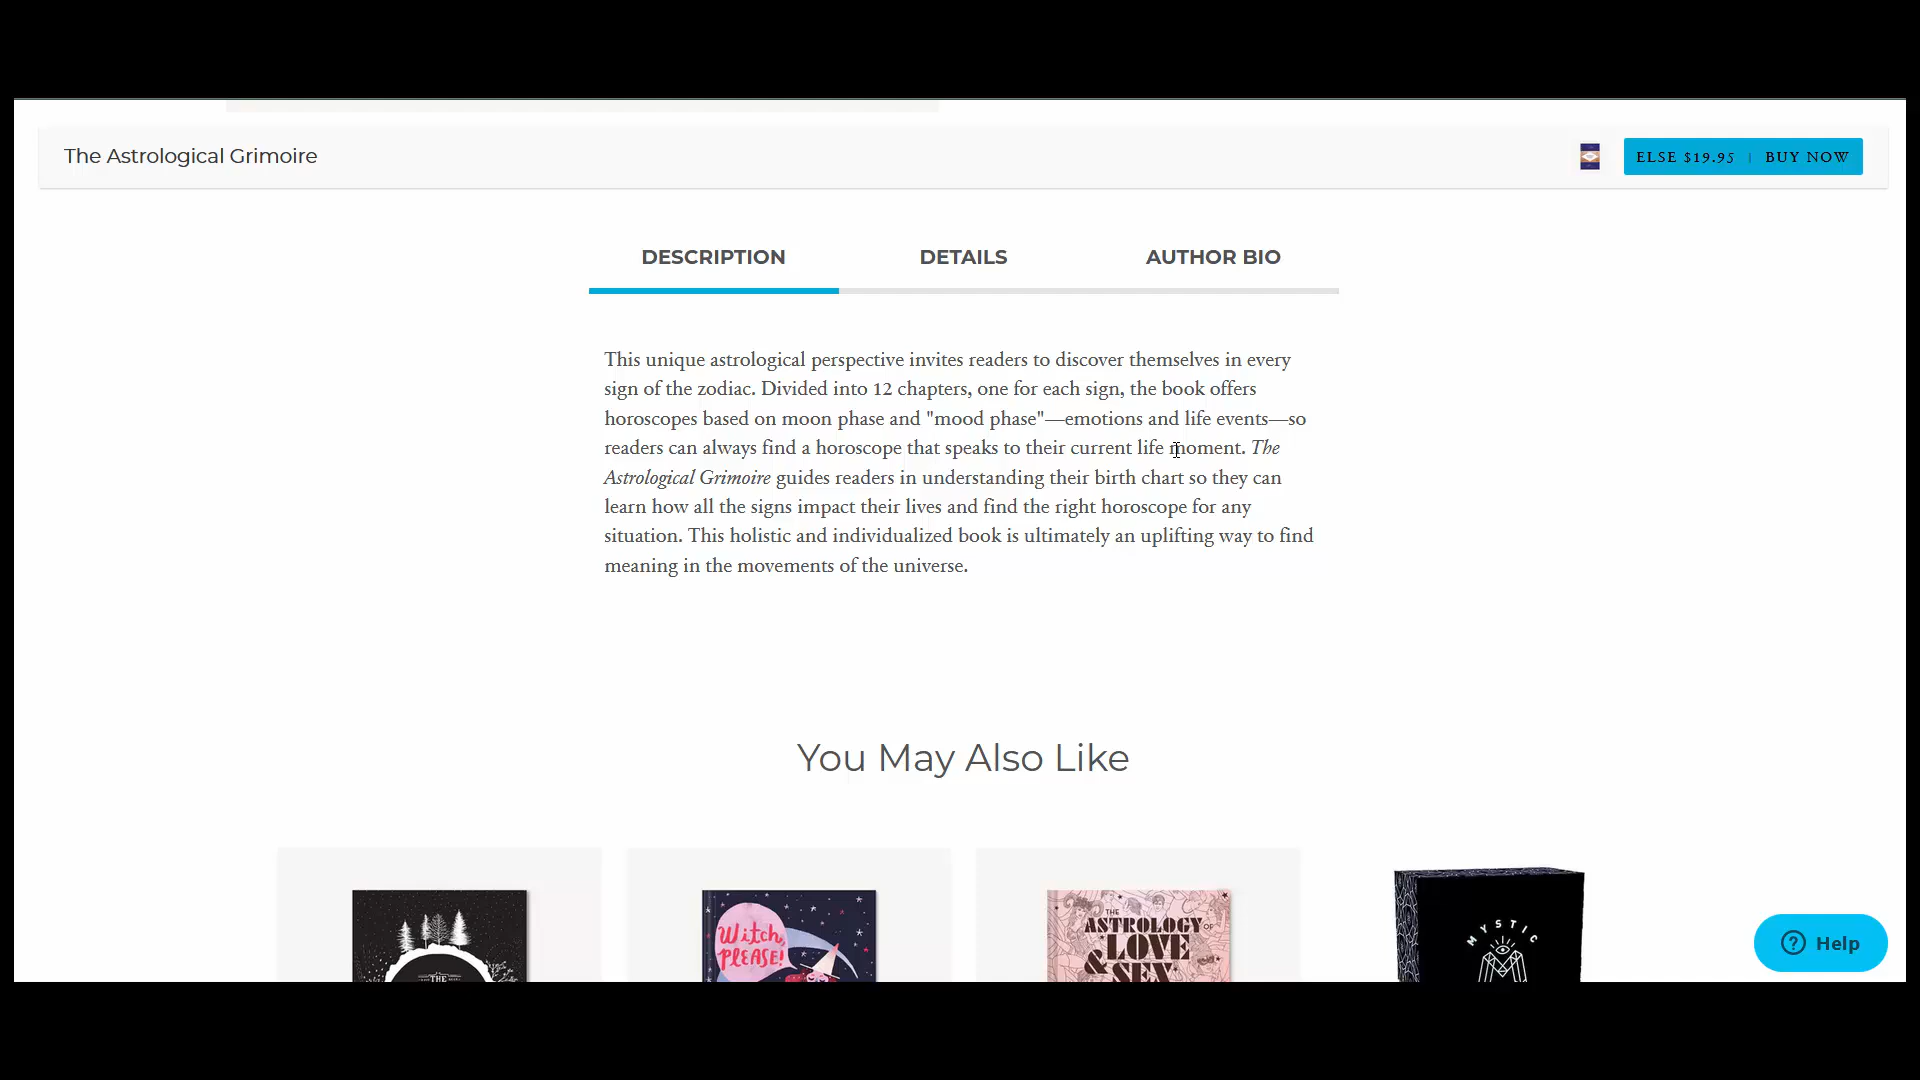 The Astrological Grimoire
ELSE $19.95 | BUY NOW
DESCRIPTION
DETAILS
AUTHOR BIO
This unique astrological perspective invites readers to discover themselves in every
sign of the zodiac. Divided into 12 chapters, one for each sign, the book offers
horoscopes based on moon phase and "mood phase"—emotions and life events—so
readers can always find a horoscope that speaks to their current life moment. The
Astrological Grimoire guides readers in understanding their birth chart so they can
learn how all the signs impact their lives and find the right horoscope for any
situation. This holistic and individualized book is ultimately an uplifting way to find
meaning in the movements of the universe.
You May Also Like
THE
Witch,
PLEASE!
THE
ASTROLOGY OF
LOVE
& SEX
MYSTIC
Help